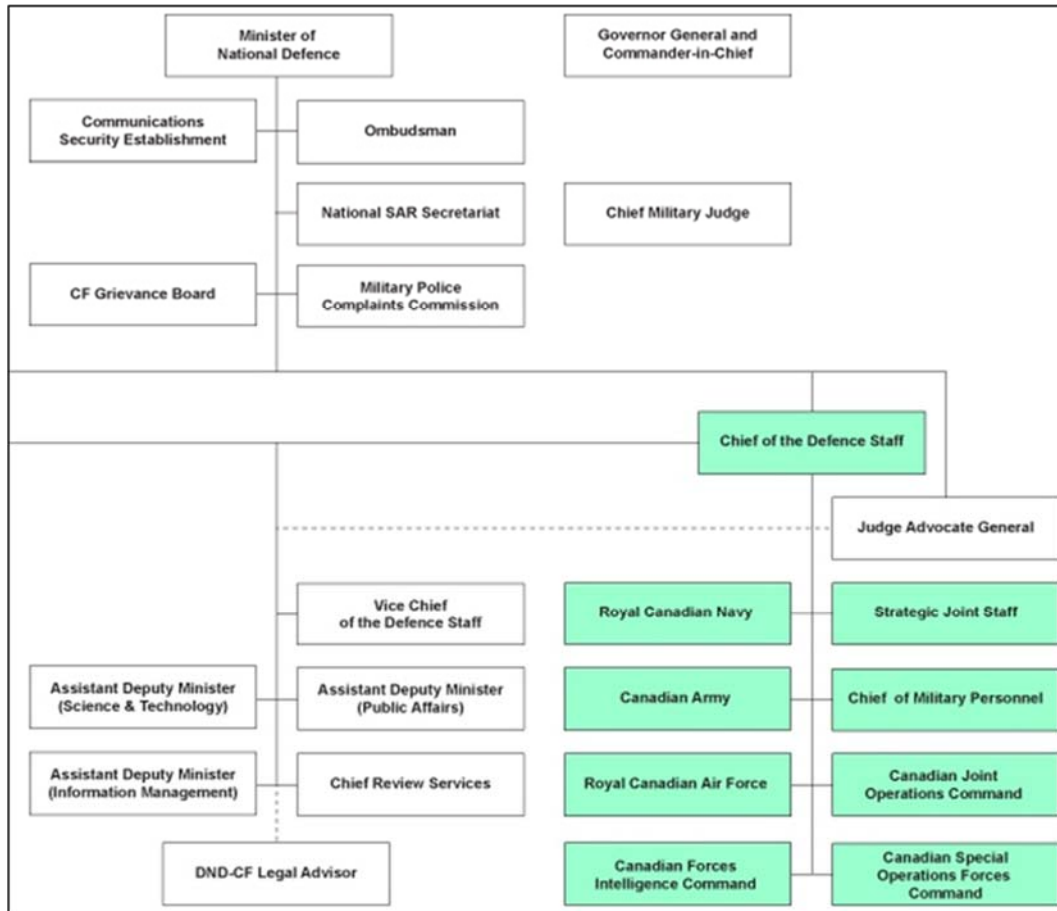 Minister of
National Defence
Governor General and
Commander-in-Chief
Communications
Security Establishment
Ombudsman
National SAR Secretariat
Chief Military Judge
CF Grievance Board
Military Police
Complaints Commission
Chief of the Defence Staff
Judge Advocate General
Vice Chief
of the Defence Staff
Royal Canadian Navy
Strategic Joint Staff
Assistant Deputy Minister
(Science & Technology)
Assistant Deputy Minister
(Public Affairs)
Canadian Army
Chief of Military Personnel
Assistant Deputy Minister
(Information Management)
Chief Review Services
Royal Canadian Air Force
Canadian Joint
Operations Command
DND-CF Legal Advisor
Canadian Forces
Intelligence Command
Canadian Special
Operations Forces
Command